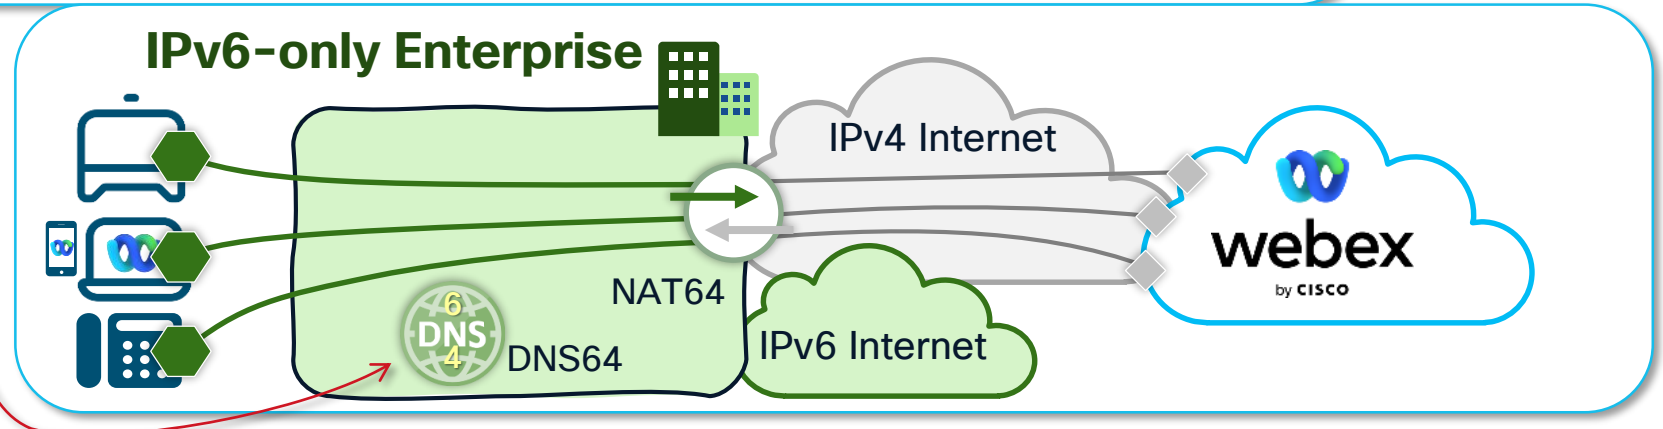 IPv6-only Enterprise
IPv4 Internet
webex
by CISCO
NAT64
6
DNS
4
DNS64
IPv6 Internet